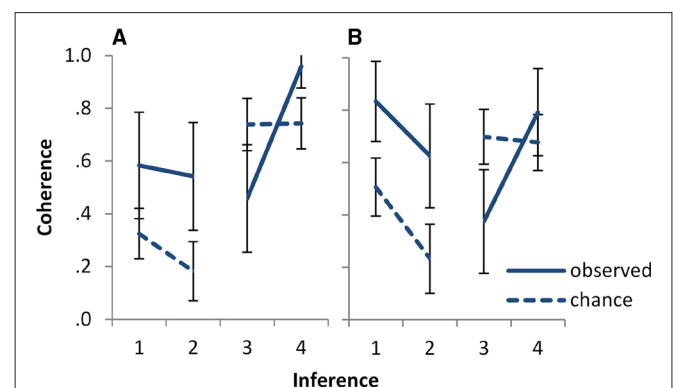 A B
1.0
.8
.6
.4
.2
.0
Coherence
observed
chance
1 2 3 4 1 2 3 4
Inference